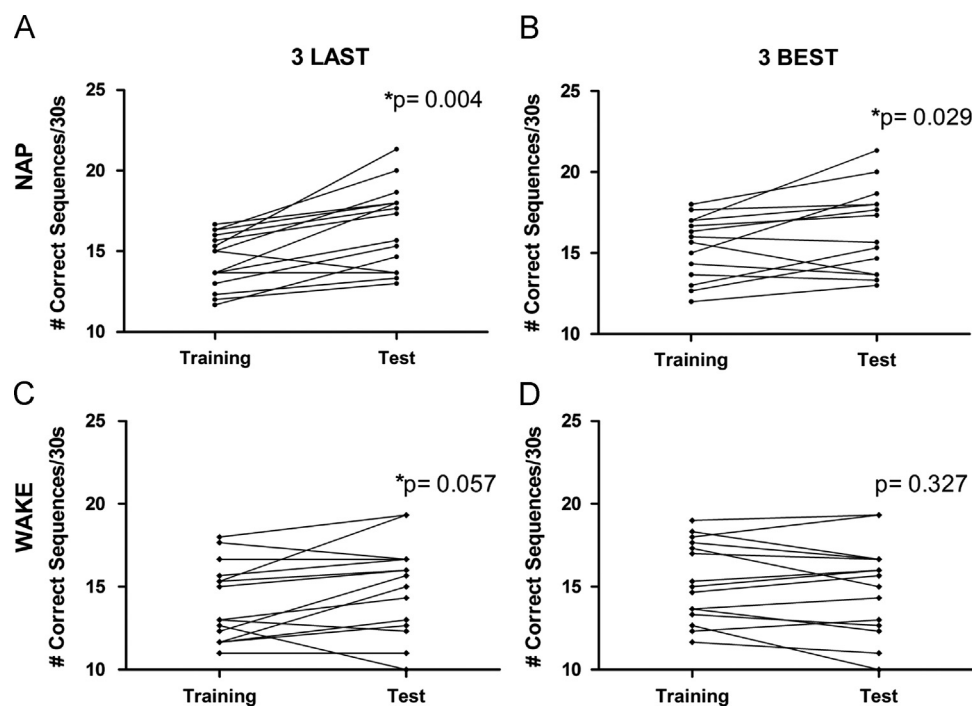 A
3 LAST
*p= 0.004
NAP
# Correct Sequences/30s
25
20
15
10
Training
Test
B
3 BEST
*p= 0.029
# Correct Sequences/30s
25
20
15
10
Training
Test
C
*p= 0.057
WAKE
# Correct Sequences/30s
25
20
15
10
Training
Test
D
p= 0.327
# Correct Sequences/30s
25
20
15
10
Training
Test